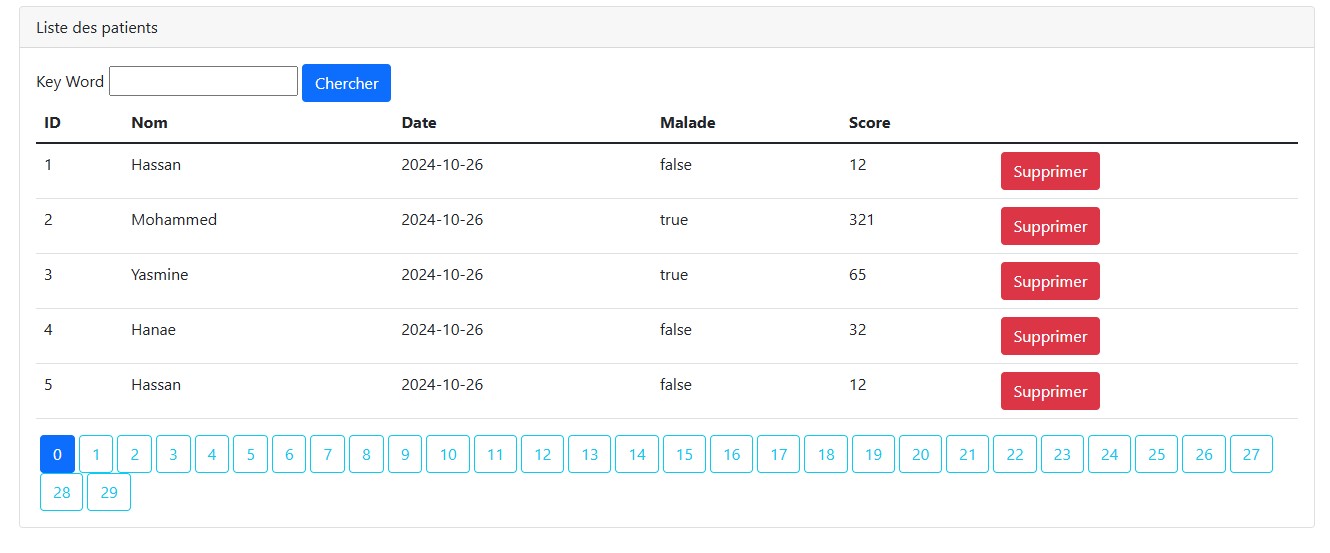 Liste des patients
Key Word Chercher
ID Nom Date Malade Score
1 Hassan 2024-10-26 false 12 Supprimer
2 Mohammed 2024-10-26 true 321 Supprimer
3 Yasmine 2024-10-26 true 65 Supprimer
4 Hanae 2024-10-26 false 32 Supprimer
5 Hassan 2024-10-26 false 12 Supprimer
0 1 2 3 4 5 6 7 8 9 10 11 12 13 14 15 16 17 18 19 20 21 22 23 24 25 26 27
28 29